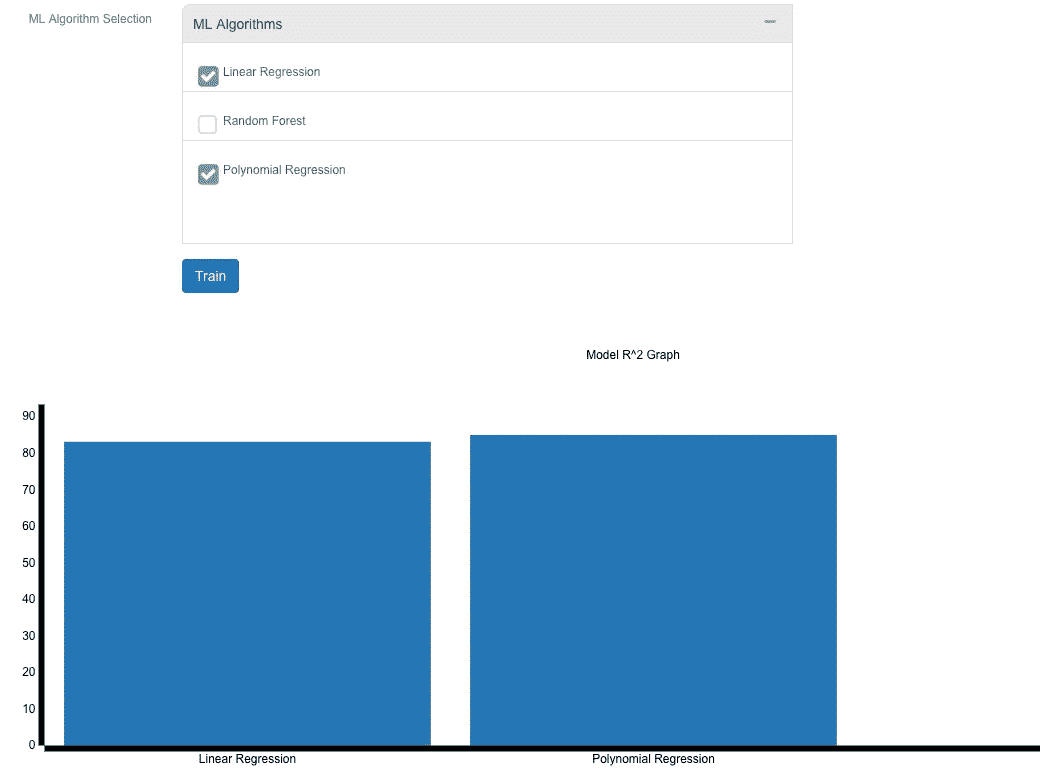 ML Algorithm Selection
ML Algorithms
Linear Regression
Random Forest
Polynomial Regression
Train
Model R^2 Graph
90
80
70
60
50
40
30
20
10
0
Linear Regression
Polynomial Regression